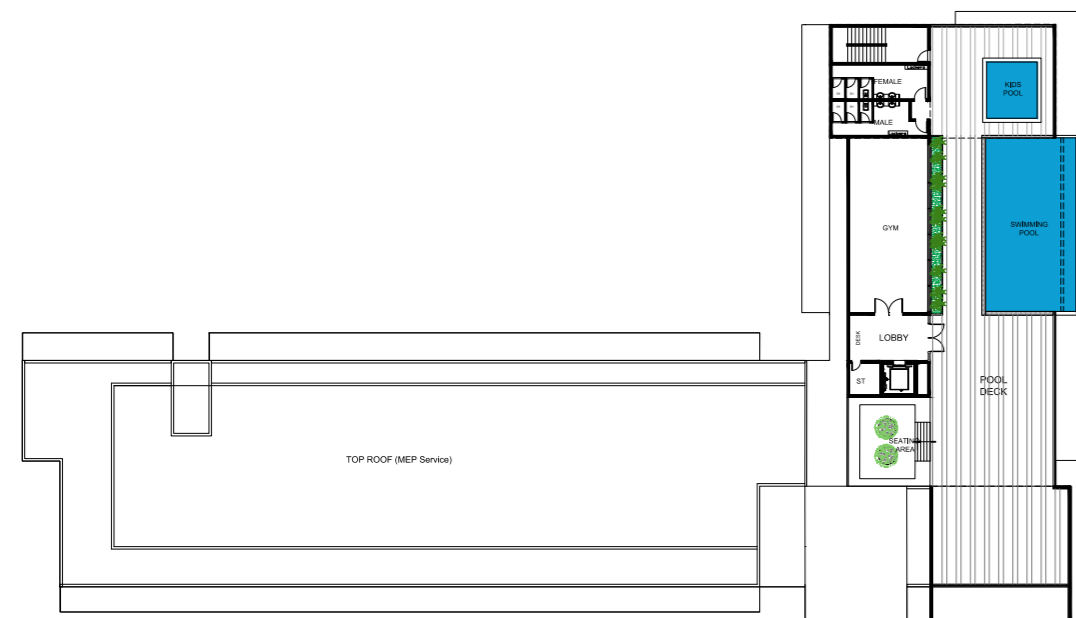 FEMALE
MALE
KIDS
POOL
GYM
SWIMMING
POOL
DESK
LOBBY
ST
POOL
DECK
SEATING
AREA
TOP ROOF (MEP Service)